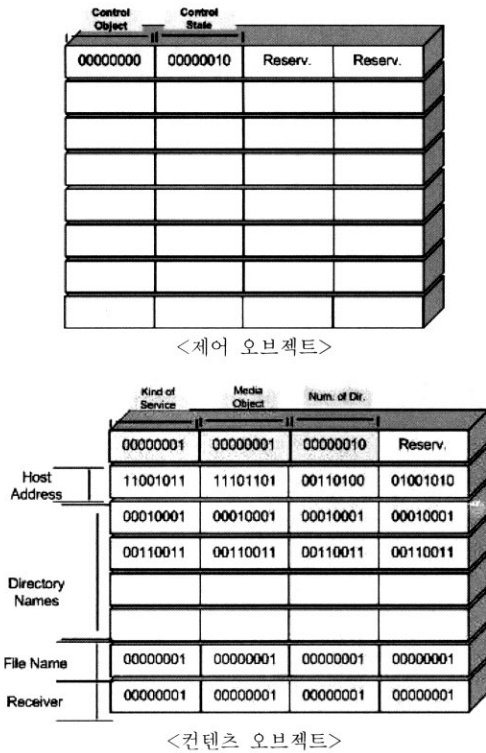 Control Object Control State
00000000 00000010 Reserv. Reserv.
<제어 오브젝트>
Kind of Service Media Object Num. of Dir.
00000001 00000001 00000010 Reserv.
Host Address 11001011 11101101 00110100 01001010
00010001 00010001 00010001 00010001
00110011 00110011 00110011 00110011
Directory Names
File Name 00000001 00000001 00000001 00000001
Receiver 00000001 00000001 00000001 00000001
<컨텐츠 오브젝트>